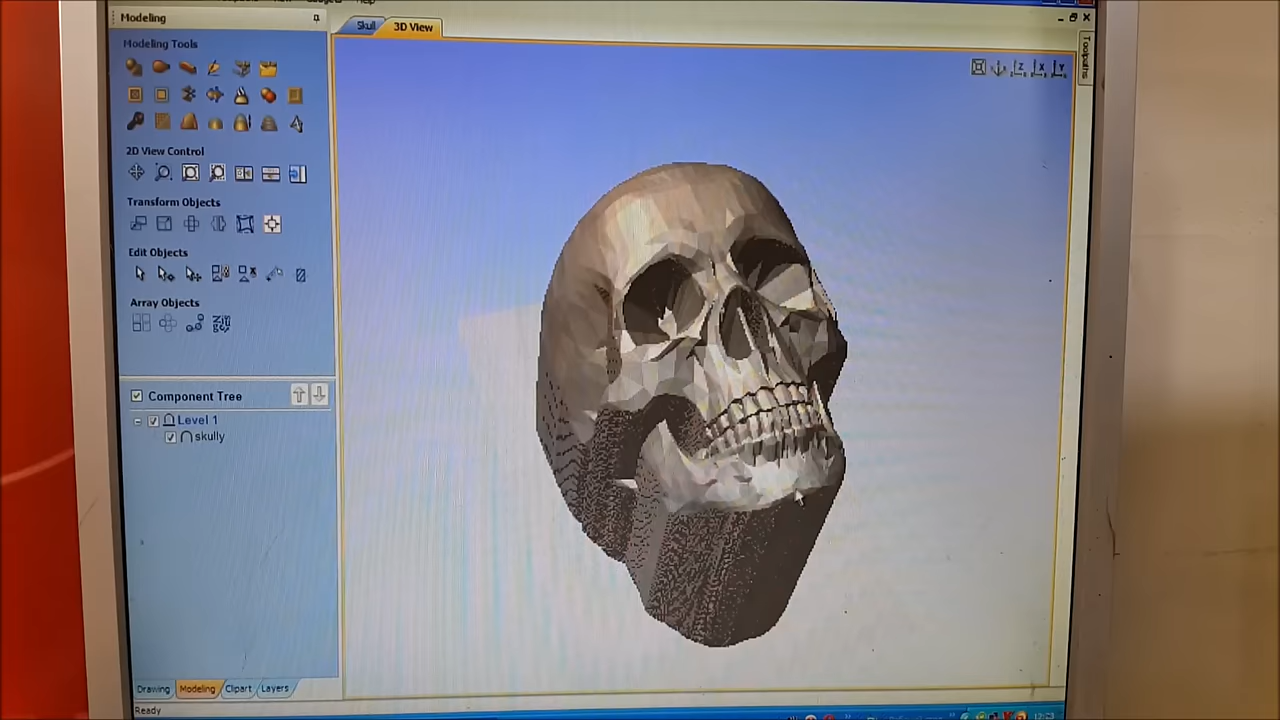 Modeling
Skull
3D View
Modeling Tools
Toolpaths
Z
X
Y
2D View Control
Transform Objects
Edit Objects
Array Objects
Component Tree
Level 1
skully
Drawing
Modeling
Clipart
Layers
Ready